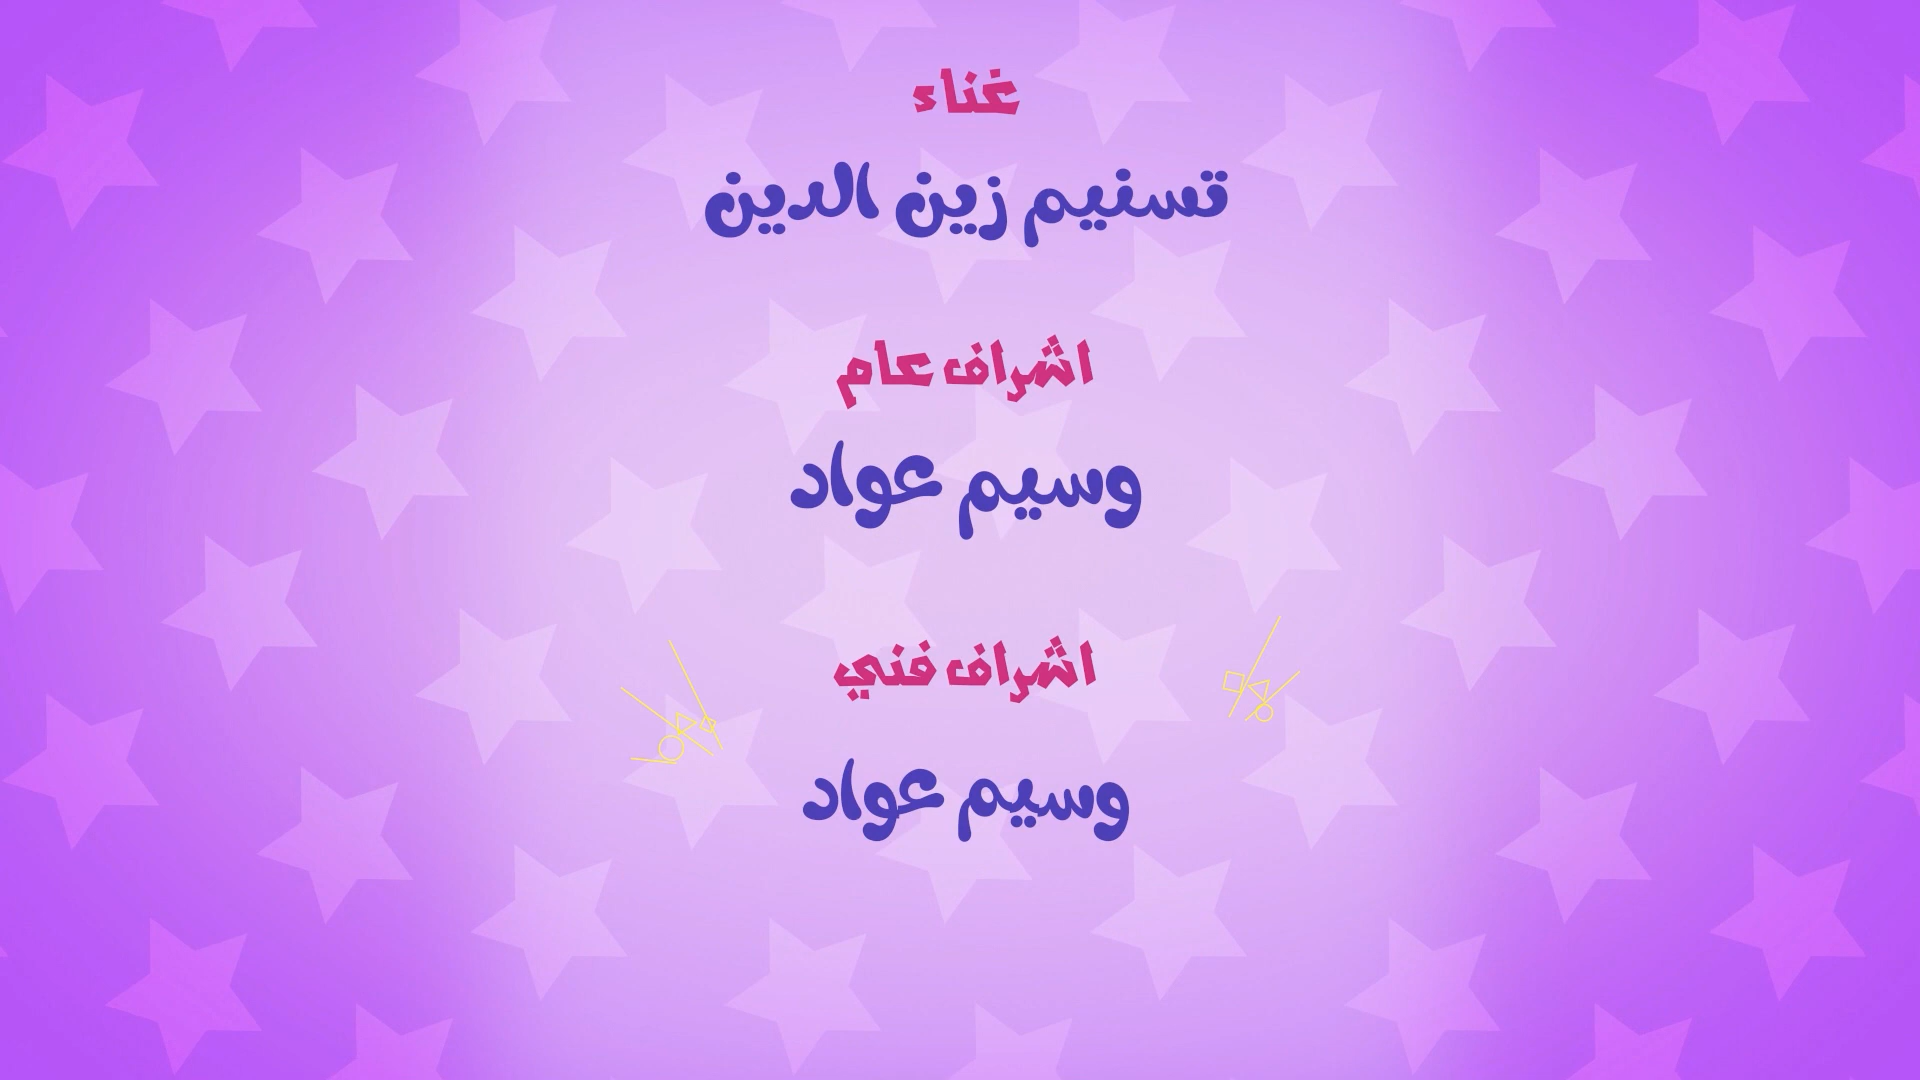 غناء
تسنيم زين الدين
اشراف عام
وسيم عواد
اشراف فني
وسيم عواد